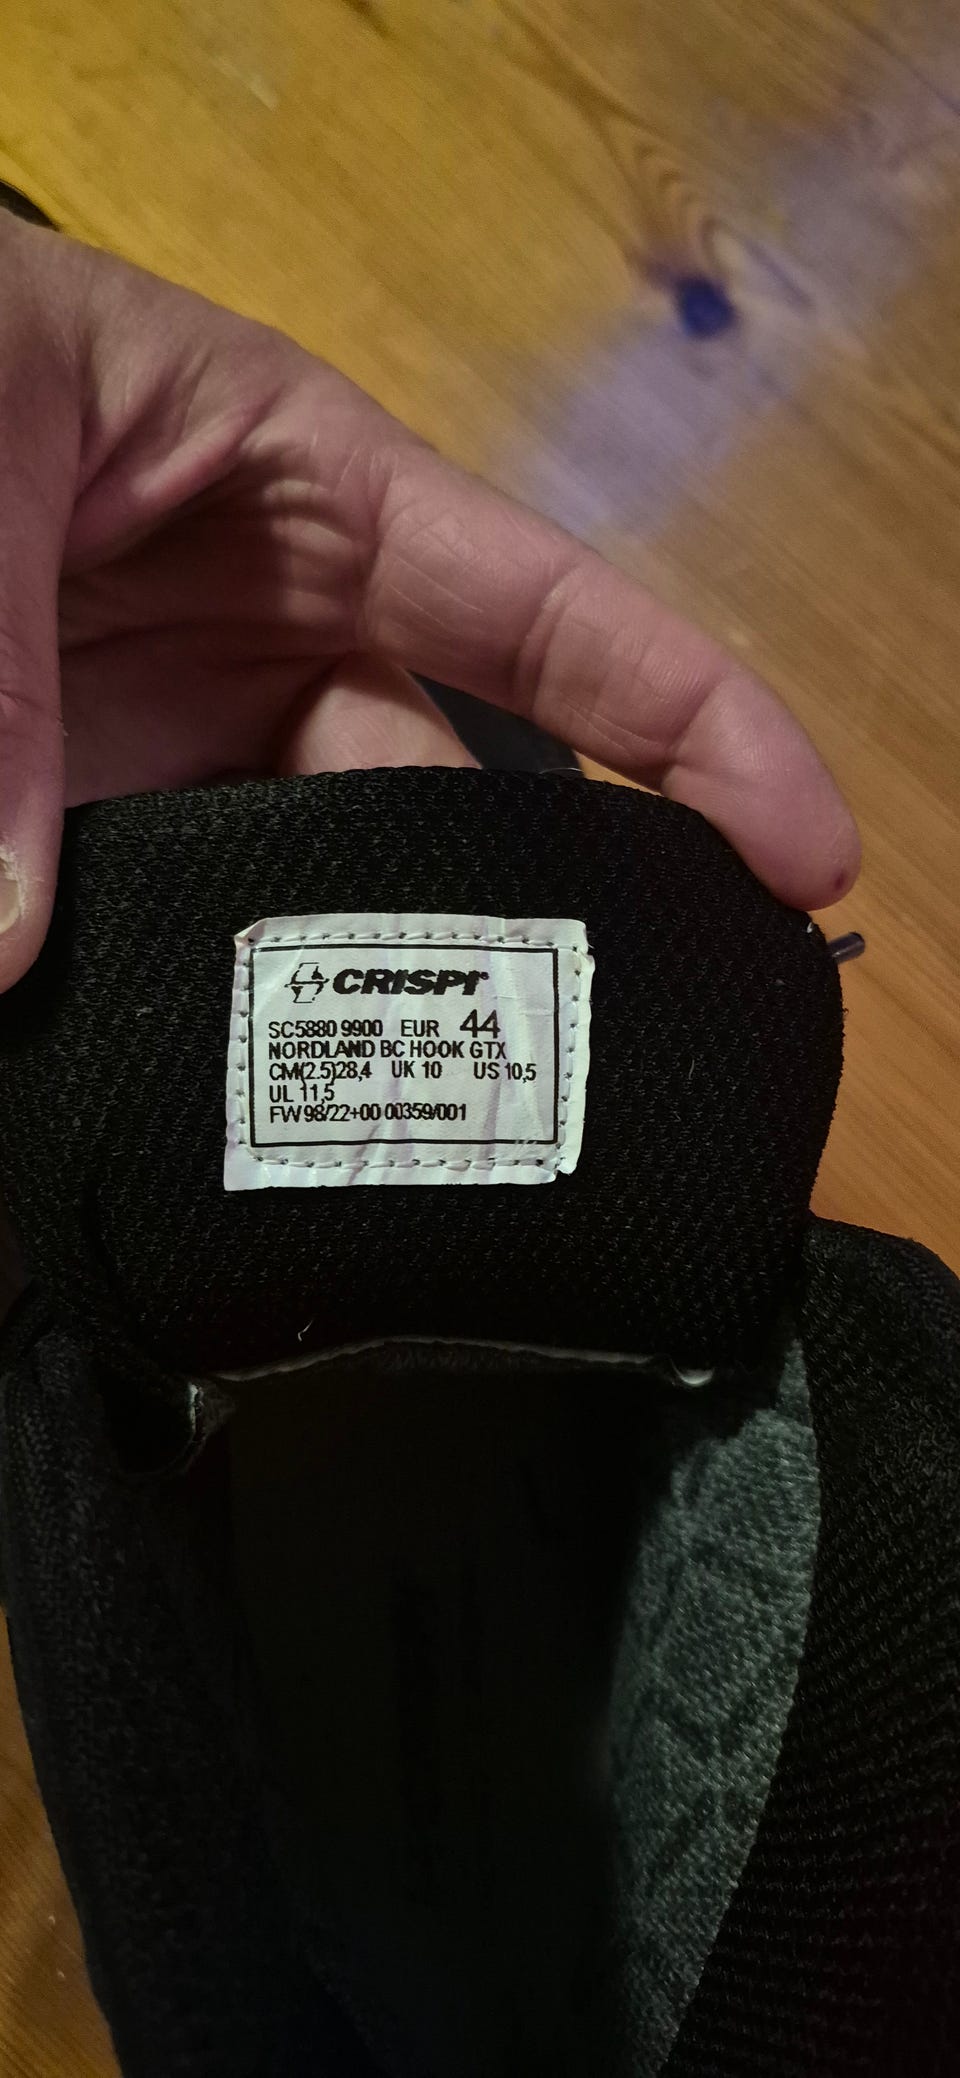 CRISPI
SC5880 9900 EUR 44
NORDLAND BC HOOK GTX
CM(2.5)28,4 UK 10 US 10,5
UL 11,5
FW 98/22+00 00359/001